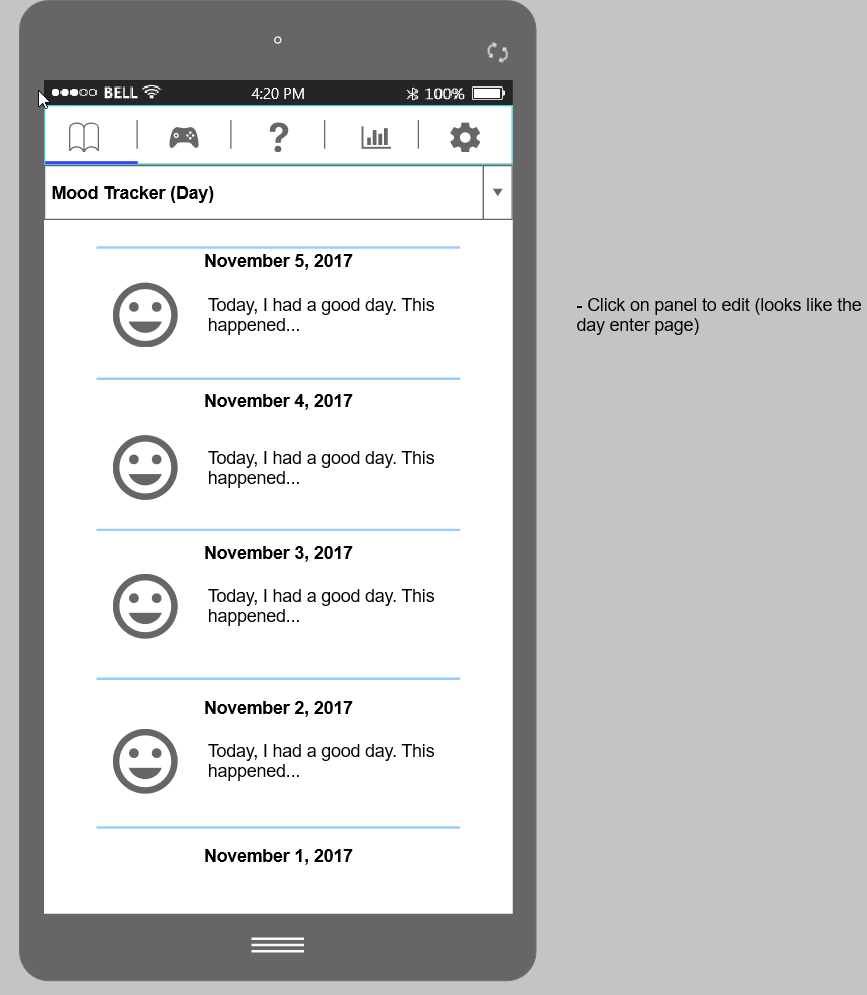 BELL 4:20 PM 100%
?
Mood Tracker (Day)
November 5, 2017
Today, I had a good day. This
happened...
November 4, 2017
Today, I had a good day. This
happened...
November 3, 2017
Today, I had a good day. This
happened...
November 2, 2017
Today, I had a good day. This
happened...
November 1, 2017
- Click on panel to edit (looks like the
day enter page)